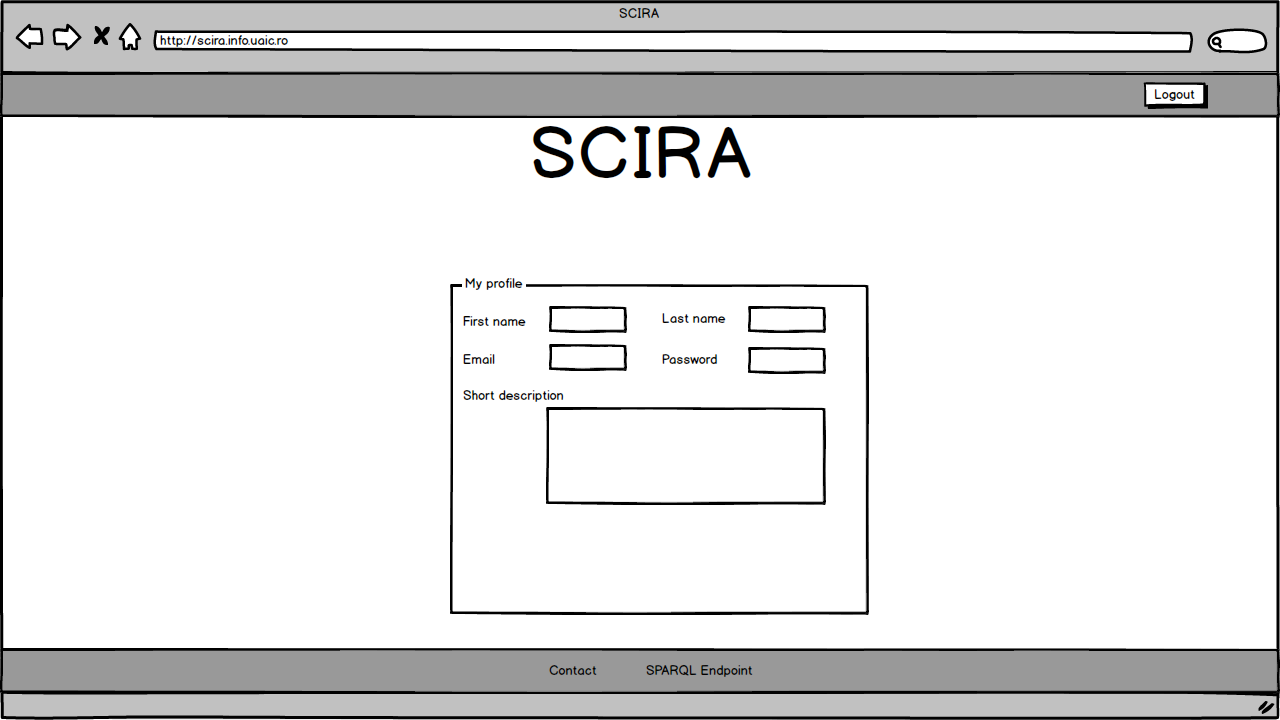 SCIRA
http://scira.info.uaic.ro
Logout
SCIRA
My profile
First name
Last name
Email
Password
Short description
Contact
SPARQL Endpoint